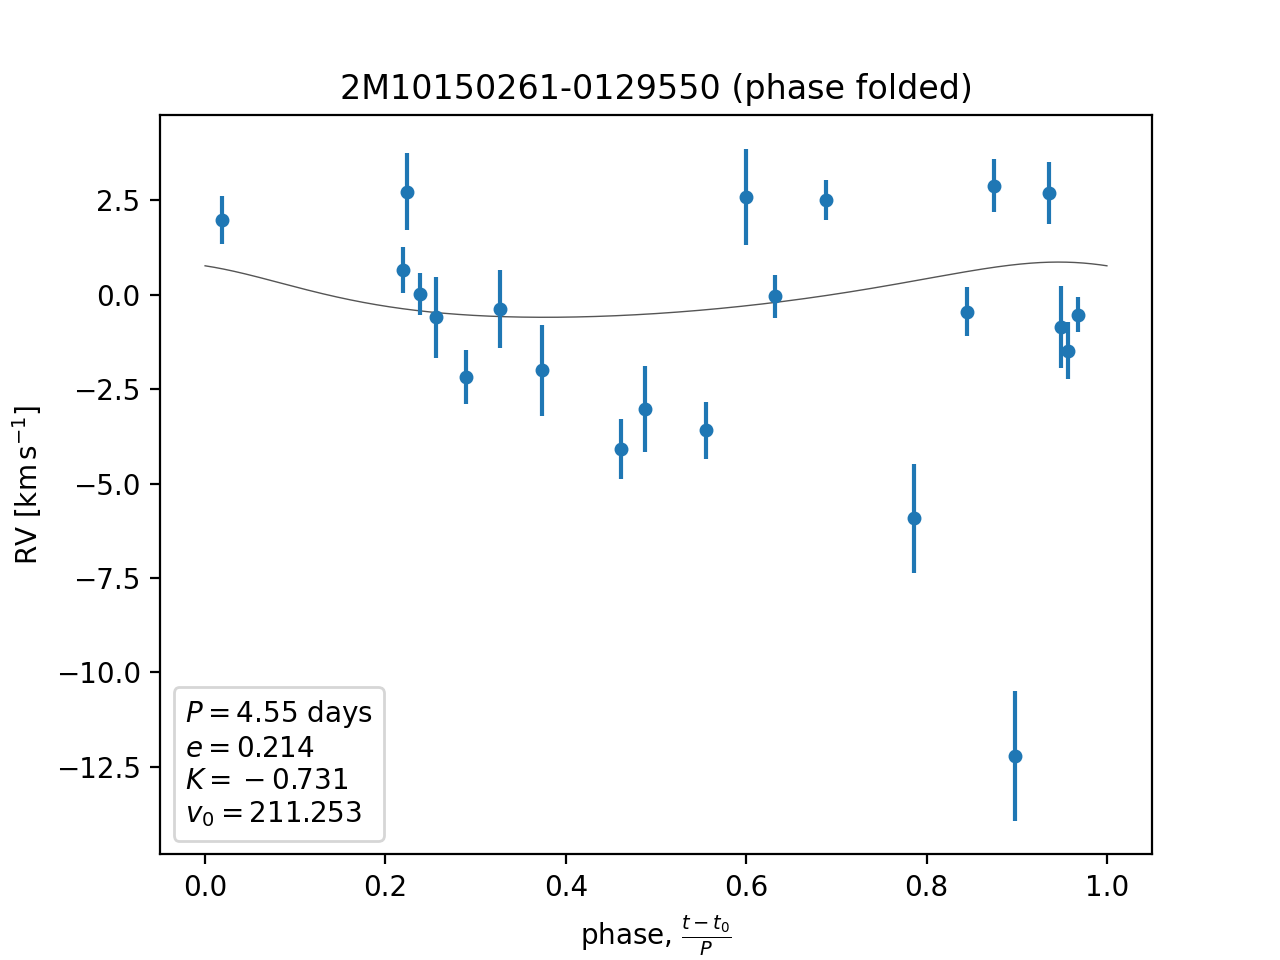 2M10150261-0129550 (phase folded)
RV [km s⁻¹]
2.5
0.0
−2.5
−5.0
−7.5
−10.0
−12.5
P = 4.55 days
e = 0.214
K = −0.731
v₀ = 211.253
0.0 0.2 0.4 0.6 0.8 1.0
phase, (t − t₀)/P